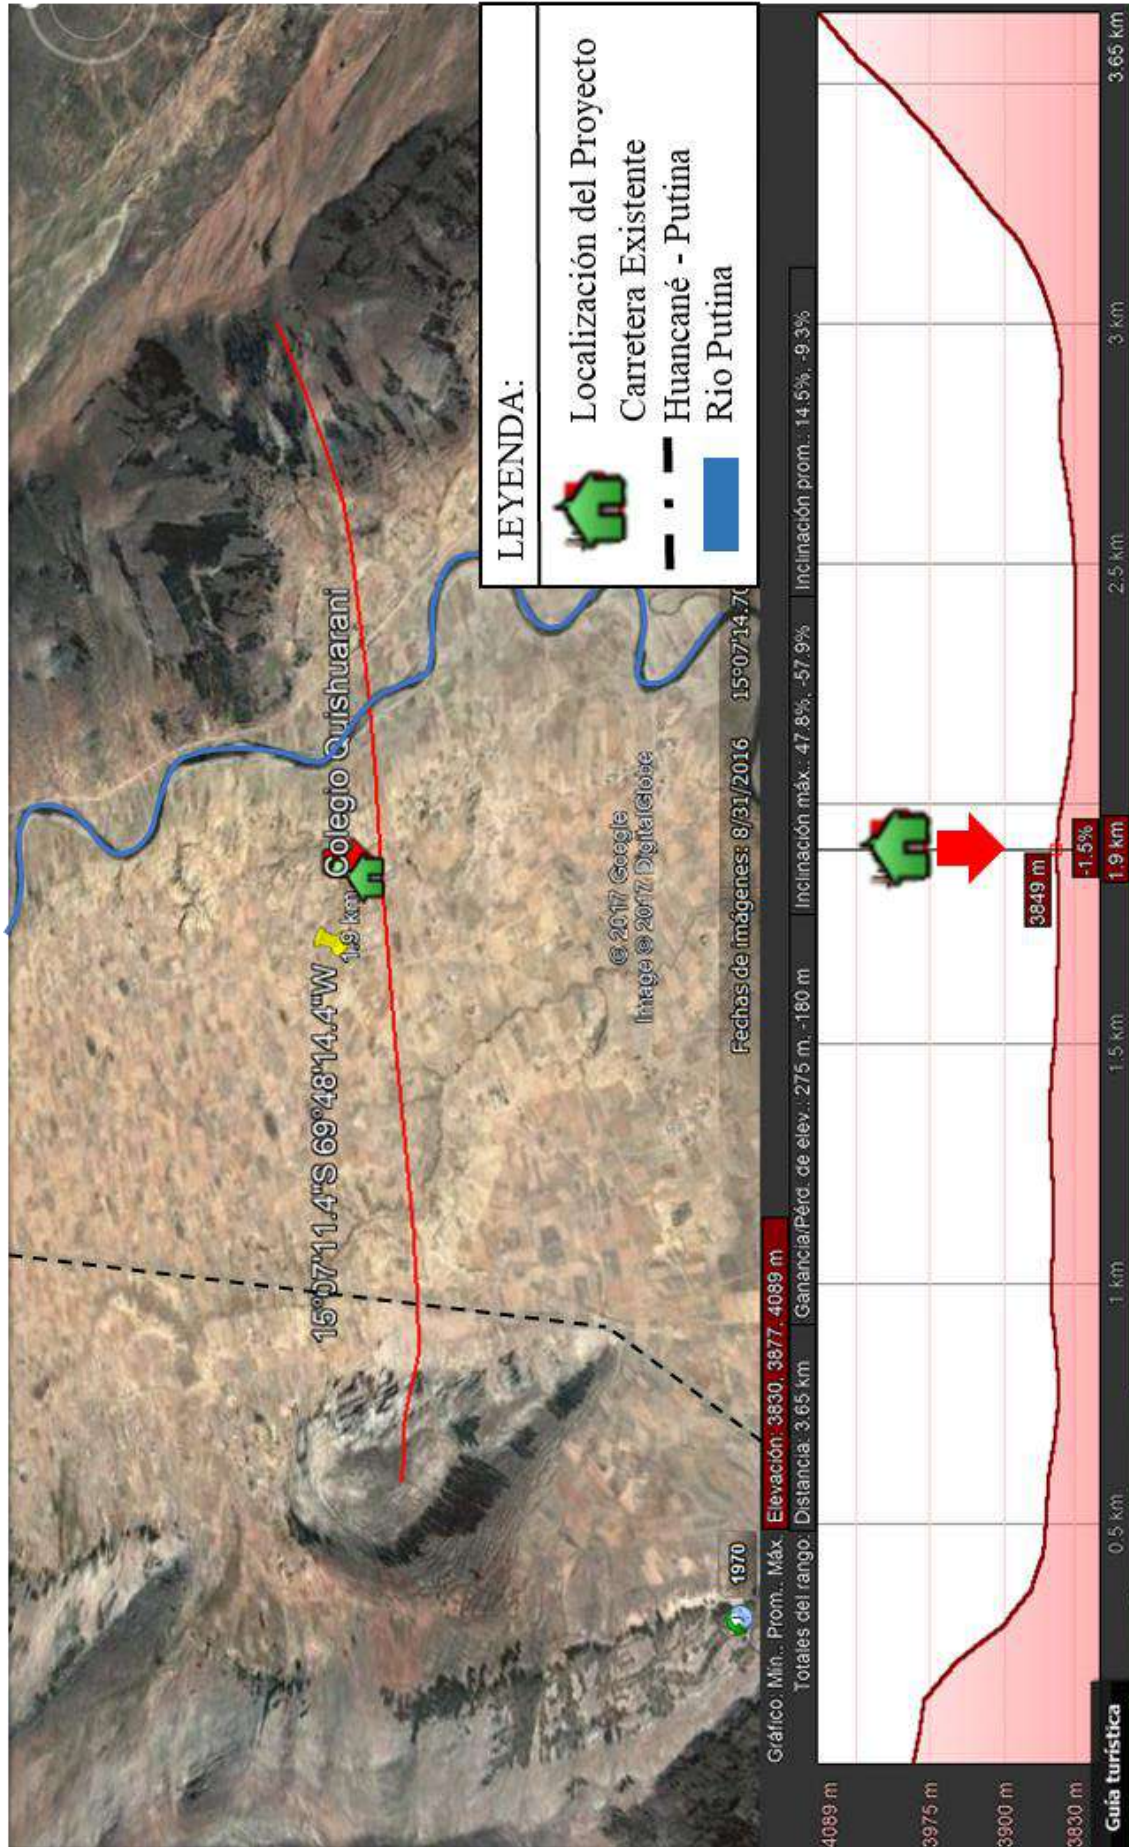 15°07'11.4"S 69°48'14.4"W
1.9 km
Colegio Quishuarani
© 2017 Google
Image © 2017 DigitalGlobe
1970
Fechas de imágenes: 8/31/2016
15°07'14.70
LEYENDA:
Localización del Proyecto
Carretera Existente
Huancané - Putina
Rio Putina
Gráfico: Mín., Prom., Máx. Elevación: 3830, 3877, 4089 m
Totales del rango: Distancia: 3.65 km Ganancia/Pérd. de elev.: 275 m, -180 m Inclinación máx.: 47.8%, -57.9% Inclinación prom.: 14.5%, -9.3%
4089 m
3975 m
3900 m
3830 m
3849 m
-1.5%
0.5 km
1 km
1.5 km
1.9 km
2.5 km
3 km
3.65 km
Guía turística